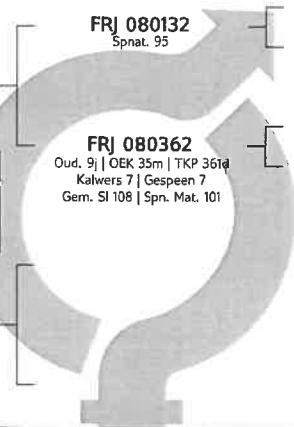 FRJ 080132
Spnat. 95
FRJ 080362
Oud. 9j | OEK 35m | TKP 361d
Kalwers 7 | Gespeen 7
Gem. SI 108 | Spn. Mat. 101